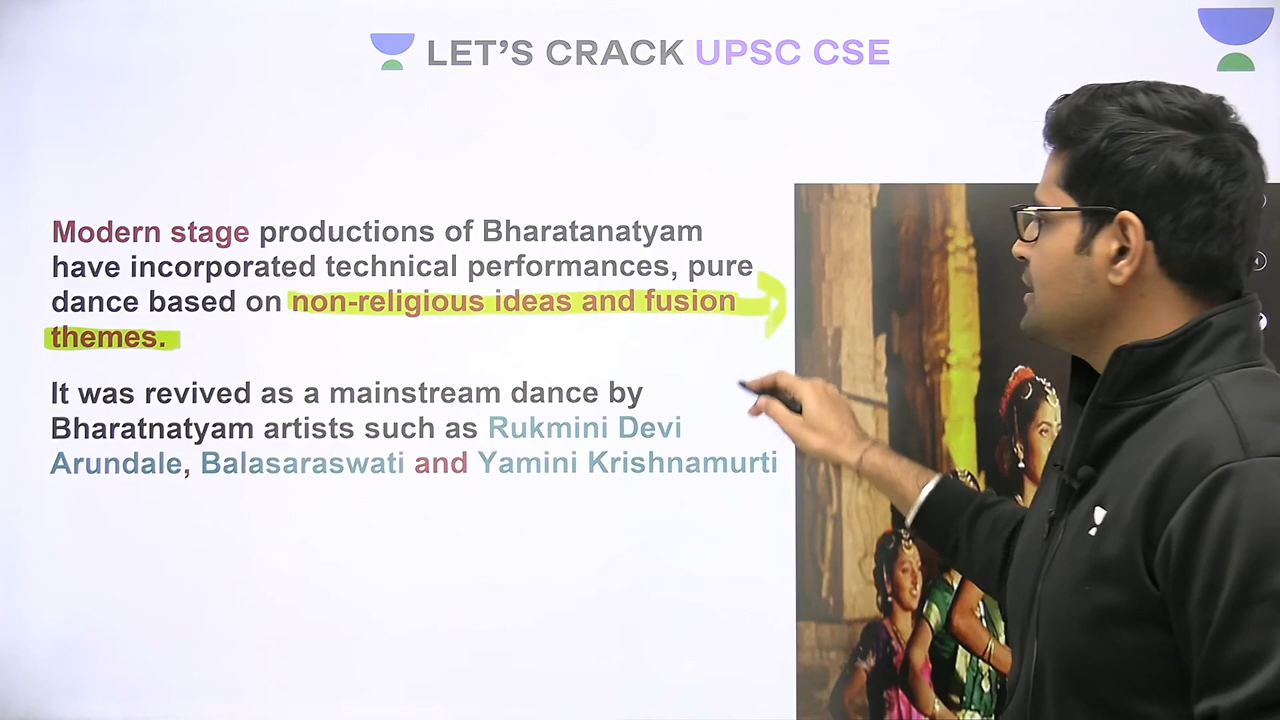 LET'S CRACK UPSC CSE
Modern stage productions of Bharatanatyam
have incorporated technical performances, pure
dance based on non-religious ideas and fusion
themes.
It was revived as a mainstream dance by
Bharatnatyam artists such as Rukmini Devi
Arundale, Balasaraswati and Yamini Krishnamurti